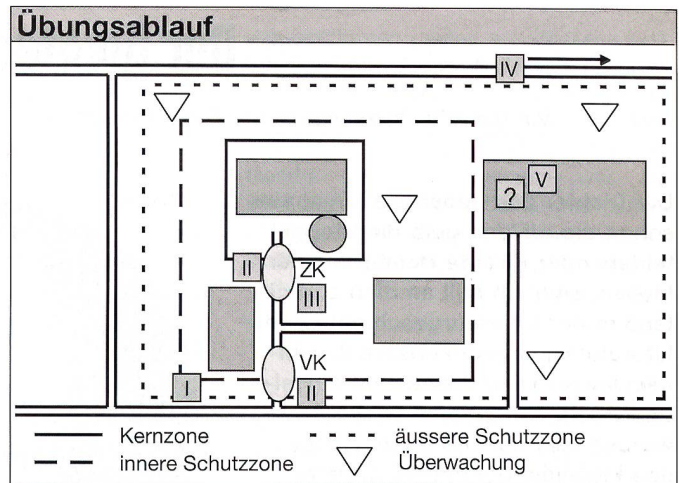 Übungsablauf
IV
V
?
II
ZK
III
VK
I
II
Kernzone
äussere Schutzzone
innere Schutzzone
Überwachung